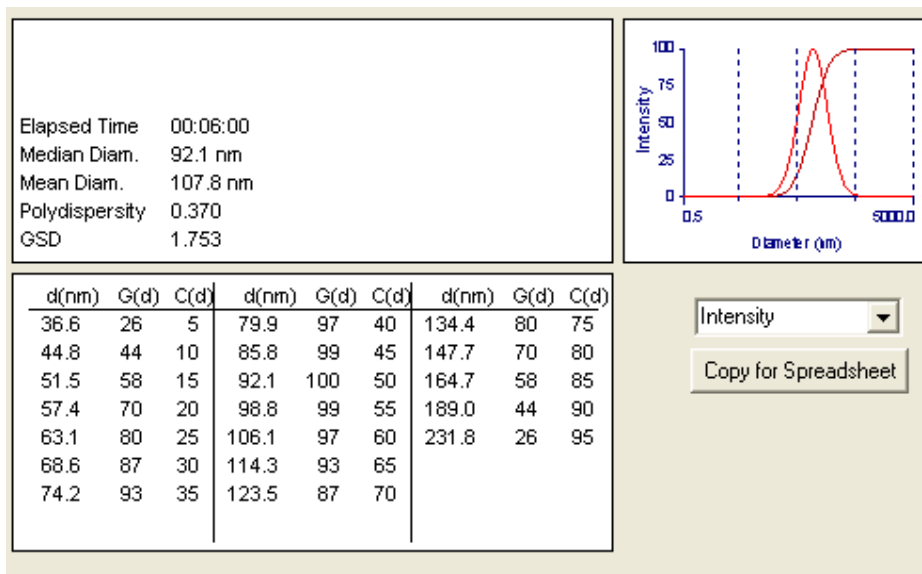 Elapsed Time 00:06:00
Median Diam. 92.1 nm
Mean Diam. 107.8 nm
Polydispersity 0.370
GSD 1.753
100
75
50
25
0
Intensity
0.5 5000.0
Diameter (nm)
d(nm) G(d) C(d) d(nm) G(d) C(d) d(nm) G(d) C(d)
36.6 26 5 79.9 97 40 134.4 80 75
44.8 44 10 85.8 99 45 147.7 70 80
51.5 58 15 92.1 100 50 164.7 58 85
57.4 70 20 98.8 99 55 189.0 44 90
63.1 80 25 106.1 97 60 231.8 26 95
68.6 87 30 114.3 93 65
74.2 93 35 123.5 87 70
Intensity
Copy for Spreadsheet